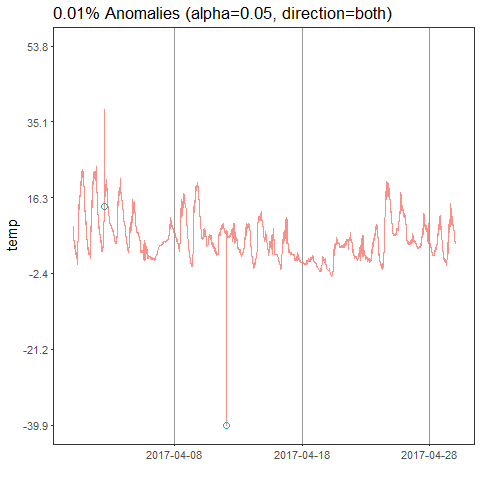 0.01% Anomalies (alpha=0.05, direction=both)
53.8
35.1
16.3
temp
-2.4
-21.2
-39.9
2017-04-08 2017-04-18 2017-04-28